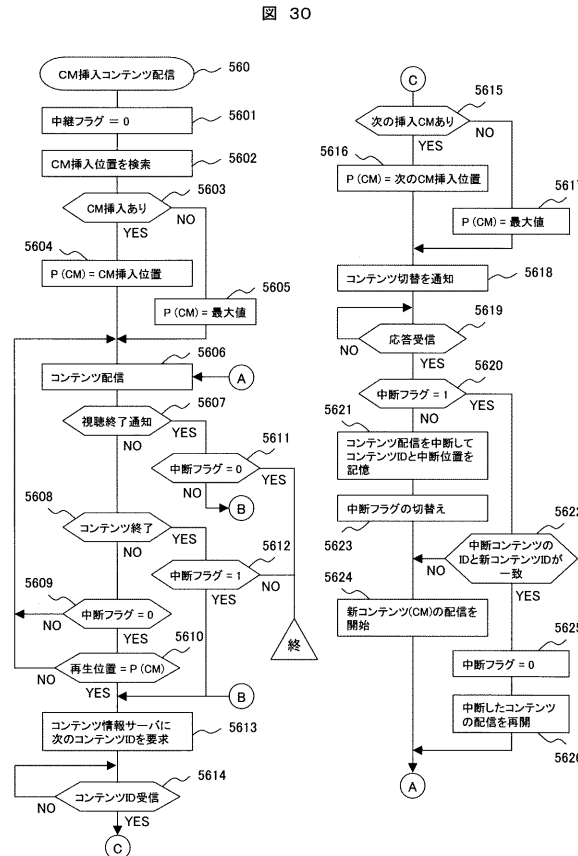 図 30
CM挿入コンテンツ配信
560
中継フラグ = 0
5601
CM挿入位置を検索
5602
5603
CM挿入あり
NO
YES
5604
P (CM) = CM挿入位置
5605
P (CM) = 最大値
5606
コンテンツ配信
A
5607
視聴終了通知
YES
NO
5611
中断フラグ = 0
YES
NO
B
5608
コンテンツ終了
YES
NO
5612
中断フラグ = 1
NO
YES
5609
中断フラグ = 0
NO
YES
終
5610
再生位置 = P (CM)
NO
YES
B
コンテンツ情報サーバに
次のコンテンツIDを要求
5613
5614
コンテンツID受信
NO
YES
C
C
5615
次の挿入CMあり
NO
YES
5616
P (CM) = 次のCM挿入位置
5617
P (CM) = 最大値
コンテンツ切替を通知
5618
5619
応答受信
NO
YES
5620
中断フラグ = 1
YES
NO
5621
コンテンツ配信を中断して
コンテンツIDと中断位置を
記憶
中断フラグの切替え
5623
5622
中断コンテンツの
IDと新コンテンツIDが
一致
NO
YES
5624
新コンテンツ(CM)の配信を
開始
5625
中断フラグ = 0
中断したコンテンツ
の配信を再開
5626
A